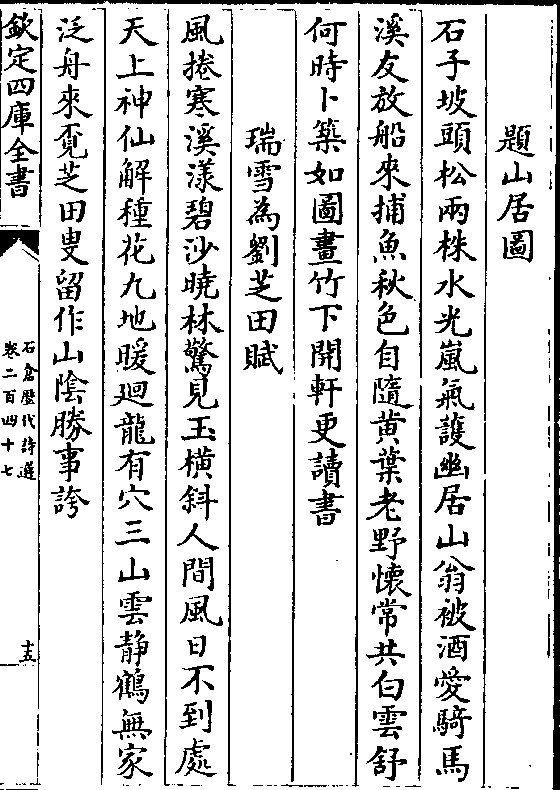 題山居圖
石子坡頭松兩株水光嵐氣護幽居山翁被酒愛騎馬
溪友放船來捕魚秋色自隨黄葉老野懷常共白雲舒
何時卜築如圖畫竹下開軒更讀書
瑞雪為劉芝田賦
風捲寒溪漾碧沙曉林驚見玉橫斜人間風日不到處
天上神仙解種花九地暖廻龍有穴三山雲静鶴無家
泛舟來覔芝田叟留作山陰勝事誇
欽定四庫全書
石倉歴代詩選
卷二百四十七
十五